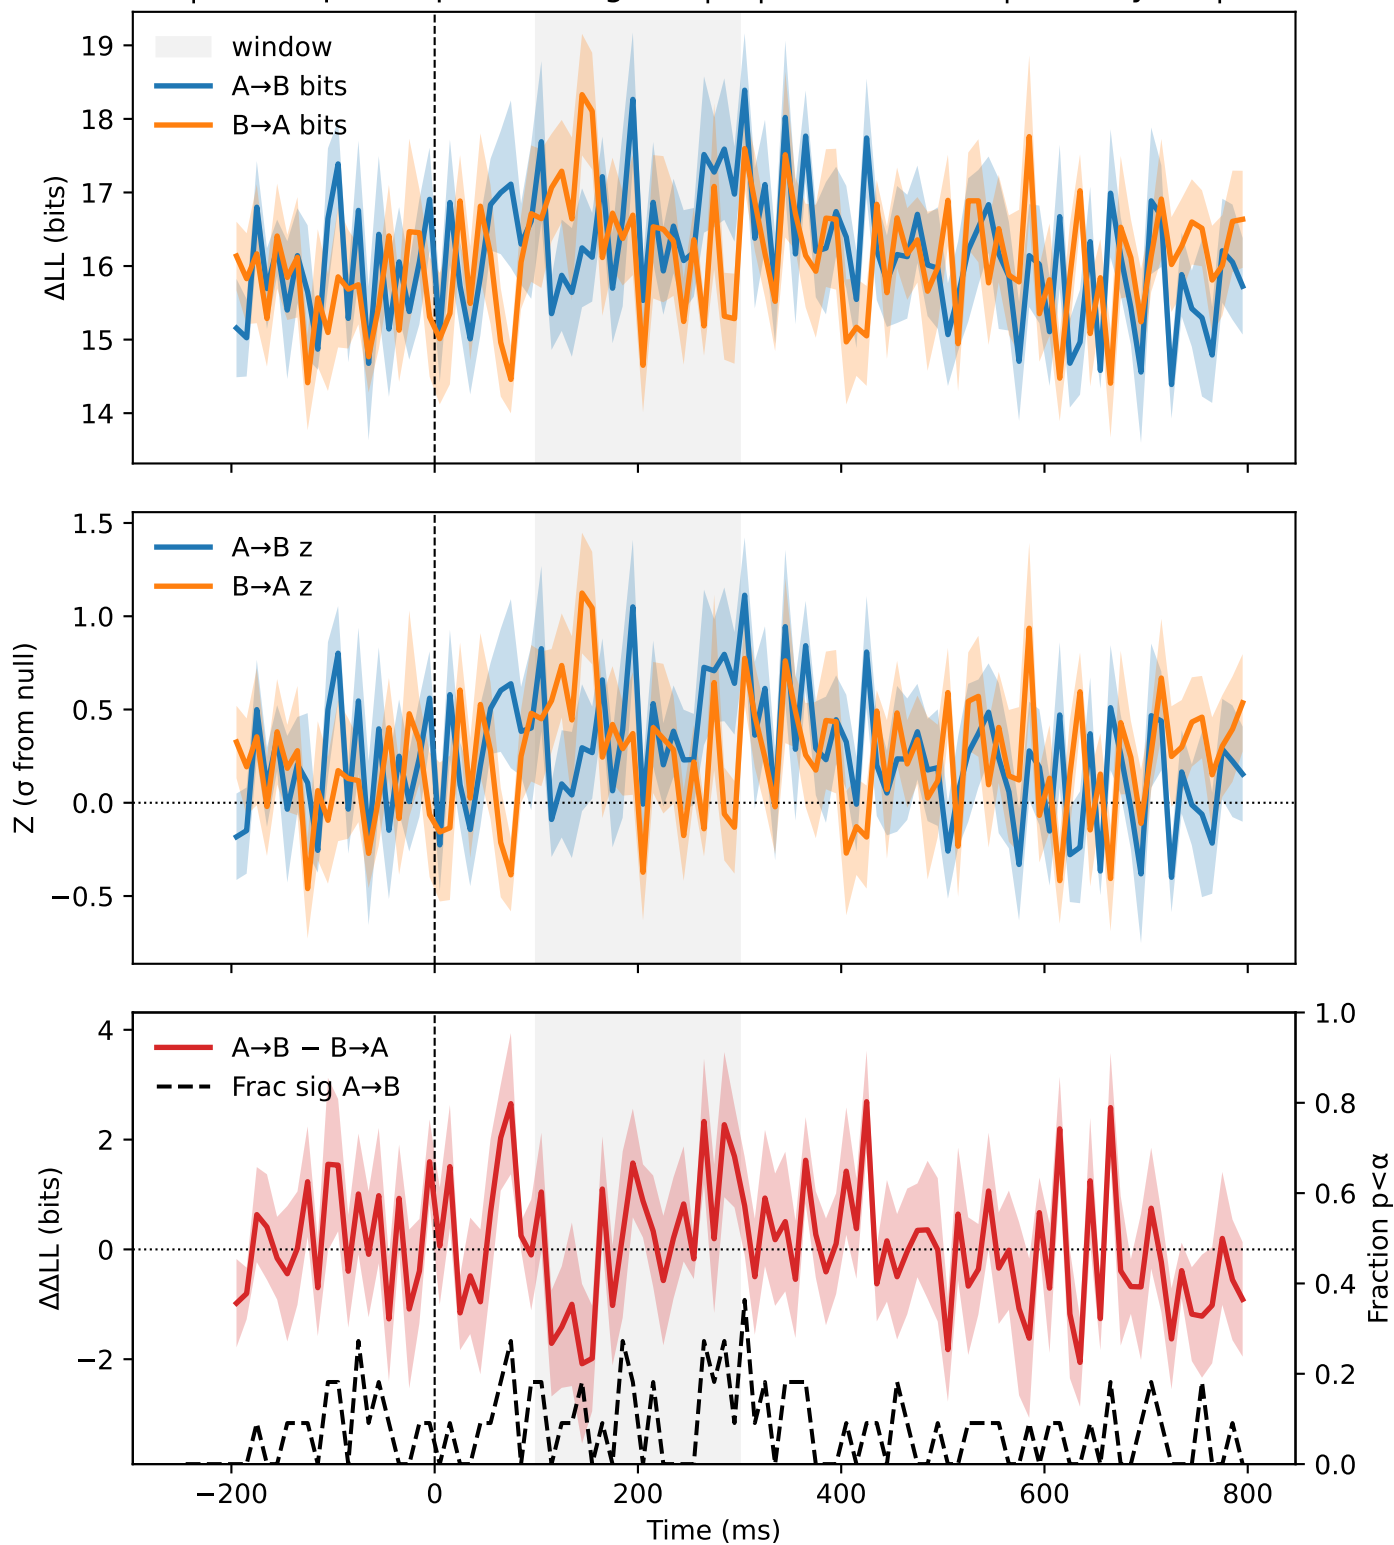 19
18
17
16
15
14
ΔLL (bits)
window
A→B bits
B→A bits
1.5
1.0
0.5
0.0
−0.5
Z (σ from null)
A→B z
B→A z
4
2
0
−2
ΔΔLL (bits)
A→B − B→A
Frac sig A→B
1.0
0.8
0.6
0.4
0.2
0.0
Fraction p<α
−200
0
200
400
600
800
Time (ms)